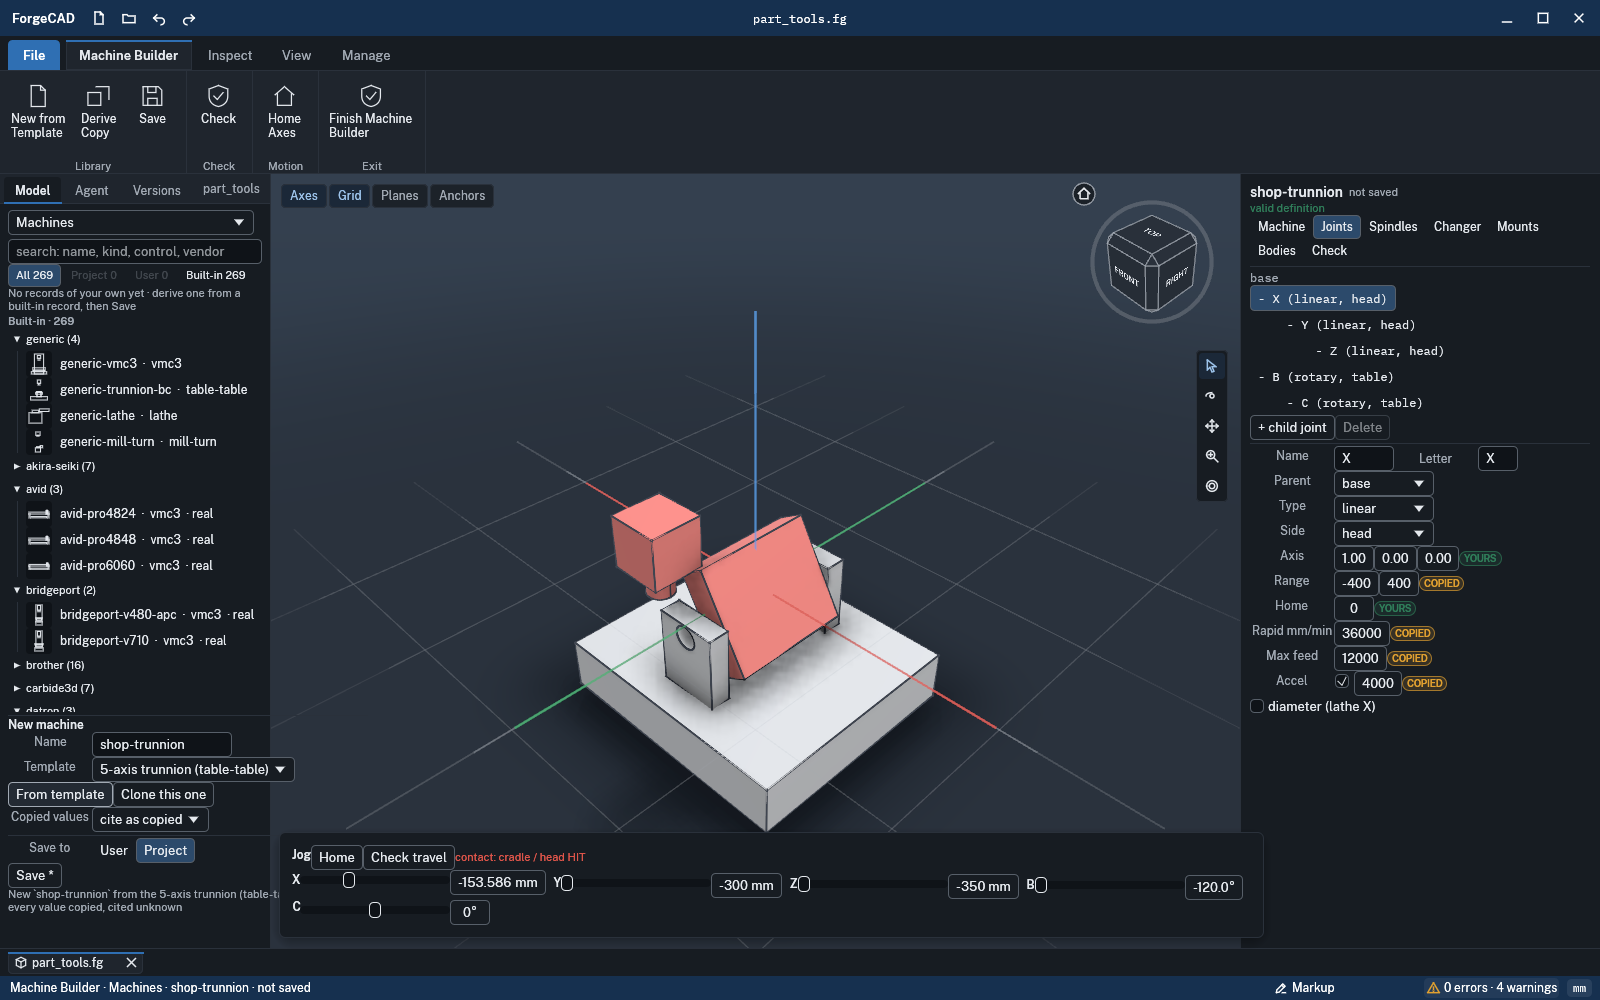 ForgeCAD
part_tools.fg
File
Machine Builder
Inspect
View
Manage
New from Template
Derive Copy
Save
Check
Home Axes
Finish Machine Builder
Library
Check
Motion
Exit
Model
Agent
Versions
part_tools
Machines
search: name, kind, control, vendor
All 269
Project 0
User 0
Built-in 269
No records of your own yet · derive one from a
built-in record, then Save
Built-in · 269
generic (4)
generic-vmc3 · vmc3
generic-trunnion-bc · table-table
generic-lathe · lathe
generic-mill-turn · mill-turn
akira-seiki (7)
avid (3)
avid-pro4824 · vmc3 · real
avid-pro4848 · vmc3 · real
avid-pro6060 · vmc3 · real
bridgeport (2)
bridgeport-v480-apc · vmc3 · real
bridgeport-v710 · vmc3 · real
brother (16)
carbide3d (7)
datron (3)
New machine
Name
shop-trunnion
Template
5-axis trunnion (table-table)
From template
Clone this one
Copied values
cite as copied
Save to
User
Project
Save *
New `shop-trunnion` from the 5-axis trunnion (table-t
every value copied, cited unknown
Axes
Grid
Planes
Anchors
TOP
FRONT
RIGHT
Jog
Home
Check travel
contact: cradle / head HIT
X
-153.586 mm
Y
-300 mm
Z
-350 mm
B
-120.0°
C
0°
shop-trunnion not saved
valid definition
Machine
Joints
Spindles
Changer
Mounts
Bodies
Check
base
- X (linear, head)
- Y (linear, head)
- Z (linear, head)
- B (rotary, table)
- C (rotary, table)
+ child joint
Delete
Name
X
Letter
X
Parent
base
Type
linear
Side
head
Axis
1.00
0.00
0.00
YOURS
Range
-400
400
COPIED
Home
0
YOURS
Rapid mm/min
36000
COPIED
Max feed
12000
COPIED
Accel
4000
COPIED
diameter (lathe X)
part_tools.fg
Machine Builder · Machines · shop-trunnion · not saved
Markup
0 errors · 4 warnings
mm